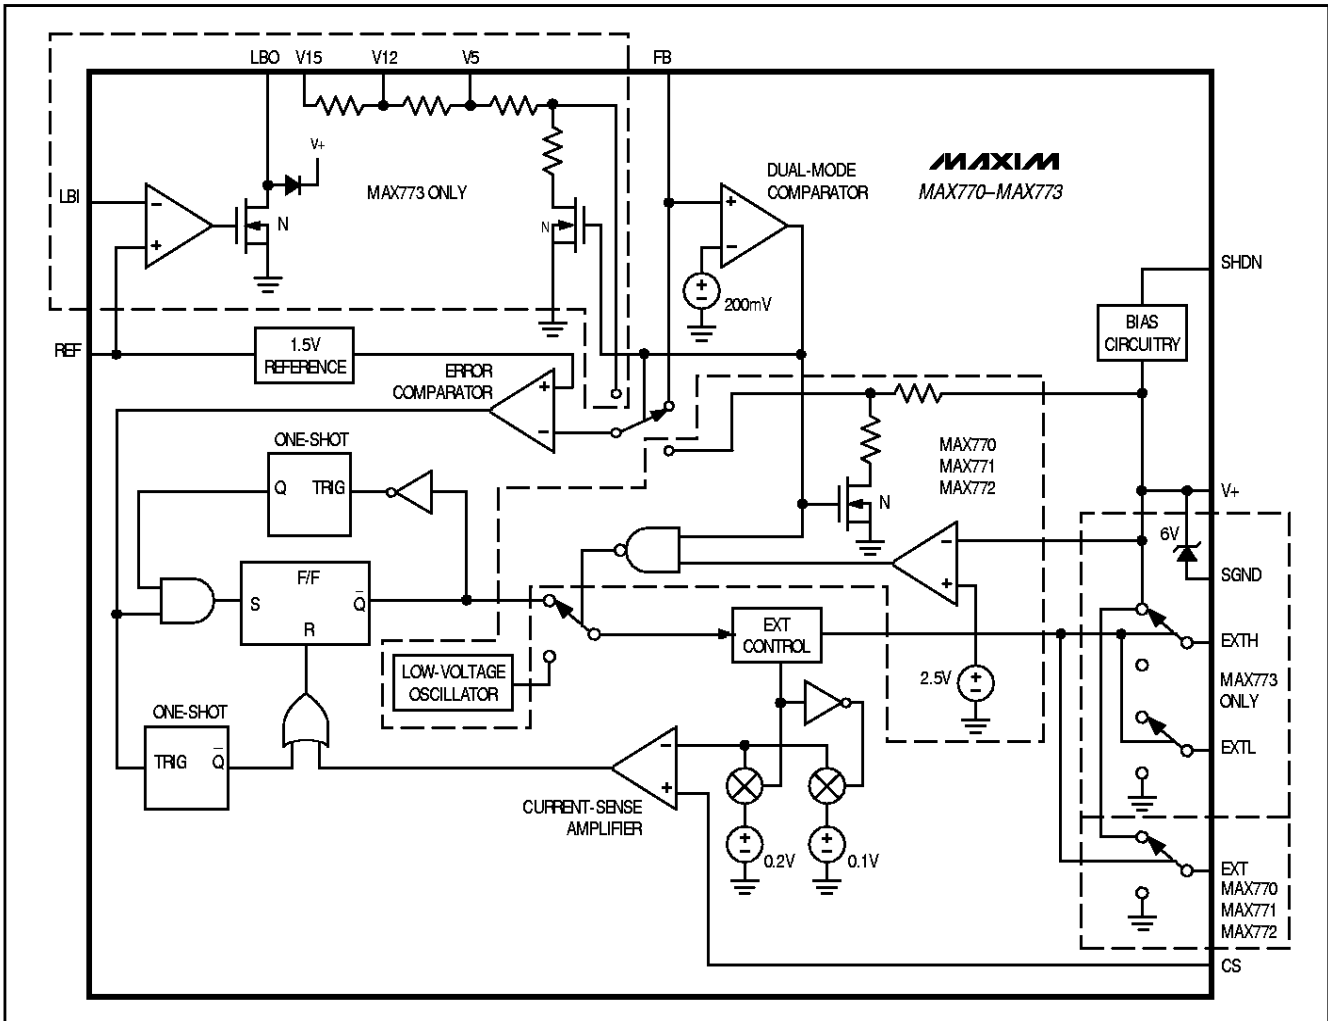 LBO V15 V12 V5 FB
V+
LBI
MAX773 ONLY
N
N
DUAL-MODE
COMPARATOR
MAXIM
MAX770–MAX773
+
−
−
+
+
−
200mV
SHDN
BIAS
CIRCUITRY
REF
1.5V
REFERENCE
ERROR
COMPARATOR
+
−
MAX770
MAX771
MAX772
N
ONE-SHOT
Q TRIG
V+
6V
SGND
F/F
S Q̅
R
−
+
EXT
CONTROL
2.5V
+
−
EXTH
MAX773
ONLY
EXTL
LOW-VOLTAGE
OSCILLATOR
ONE-SHOT
TRIG Q̅
−
+
CURRENT-SENSE
AMPLIFIER
+
−
0.2V
+
−
0.1V
EXT
MAX770
MAX771
MAX772
CS